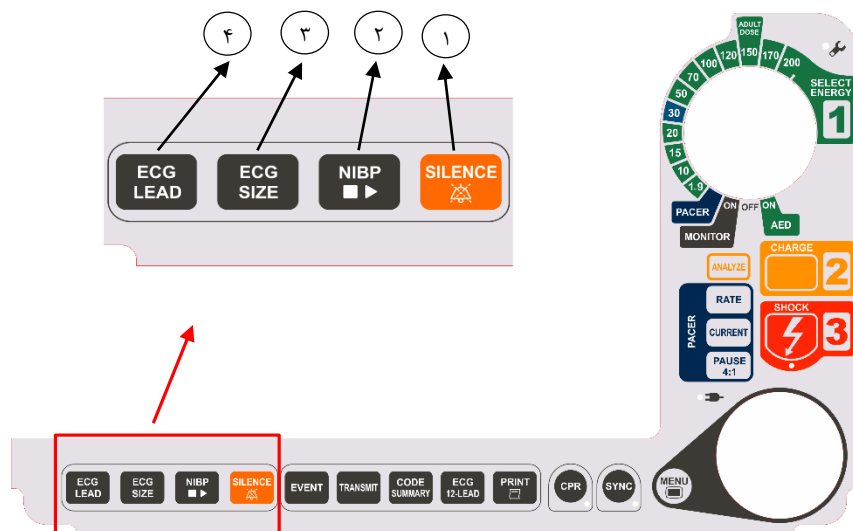 ۴
۳
۲
۱
ECG
LEAD
ECG
SIZE
NIBP
SILENCE
ADULT
DOSE
1.9
10
15
20
30
50
70
100
120
150
170
200
SELECT
ENERGY
1
PACER
MONITOR
ON
OFF
ON
AED
CHARGE
2
ANALYZE
PACER
RATE
CURRENT
PAUSE
4:1
SHOCK
3
ECG
LEAD
ECG
SIZE
NIBP
SILENCE
EVENT
TRANSMIT
CODE
SUMMARY
ECG
12-LEAD
PRINT
CPR
SYNC
MENU